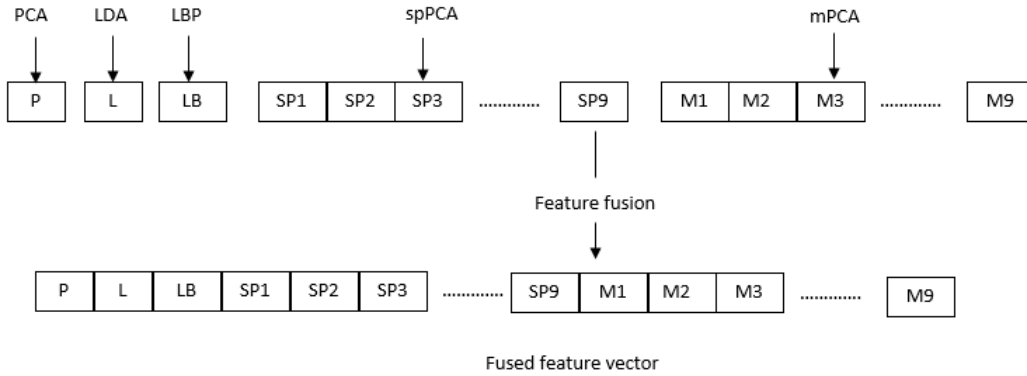 PCA LDA LBP spPCA mPCA
P L LB SP1 SP2 SP3 ............. SP9 M1 M2 M3 ............. M9
Feature fusion
P L LB SP1 SP2 SP3 ............. SP9 M1 M2 M3 ............. M9
Fused feature vector